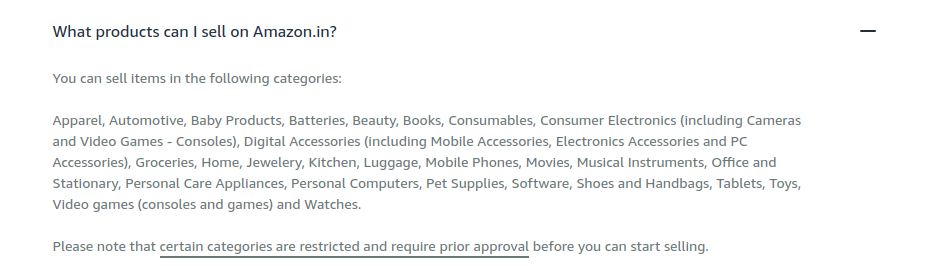 What products can I sell on Amazon.in?
You can sell items in the following categories:
Apparel, Automotive, Baby Products, Batteries, Beauty, Books, Consumables, Consumer Electronics (including Cameras
and Video Games - Consoles), Digital Accessories (including Mobile Accessories, Electronics Accessories and PC
Accessories), Groceries, Home, Jewelery, Kitchen, Luggage, Mobile Phones, Movies, Musical Instruments, Office and
Stationary, Personal Care Appliances, Personal Computers, Pet Supplies, Software, Shoes and Handbags, Tablets, Toys,
Video games (consoles and games) and Watches.
Please note that certain categories are restricted and require prior approval before you can start selling.